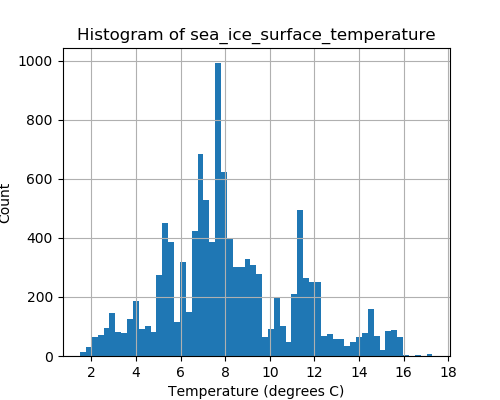 Histogram of sea_ice_surface_temperature
1000
800
600
400
200
0
Count
2 4 6 8 10 12 14 16 18
Temperature (degrees C)